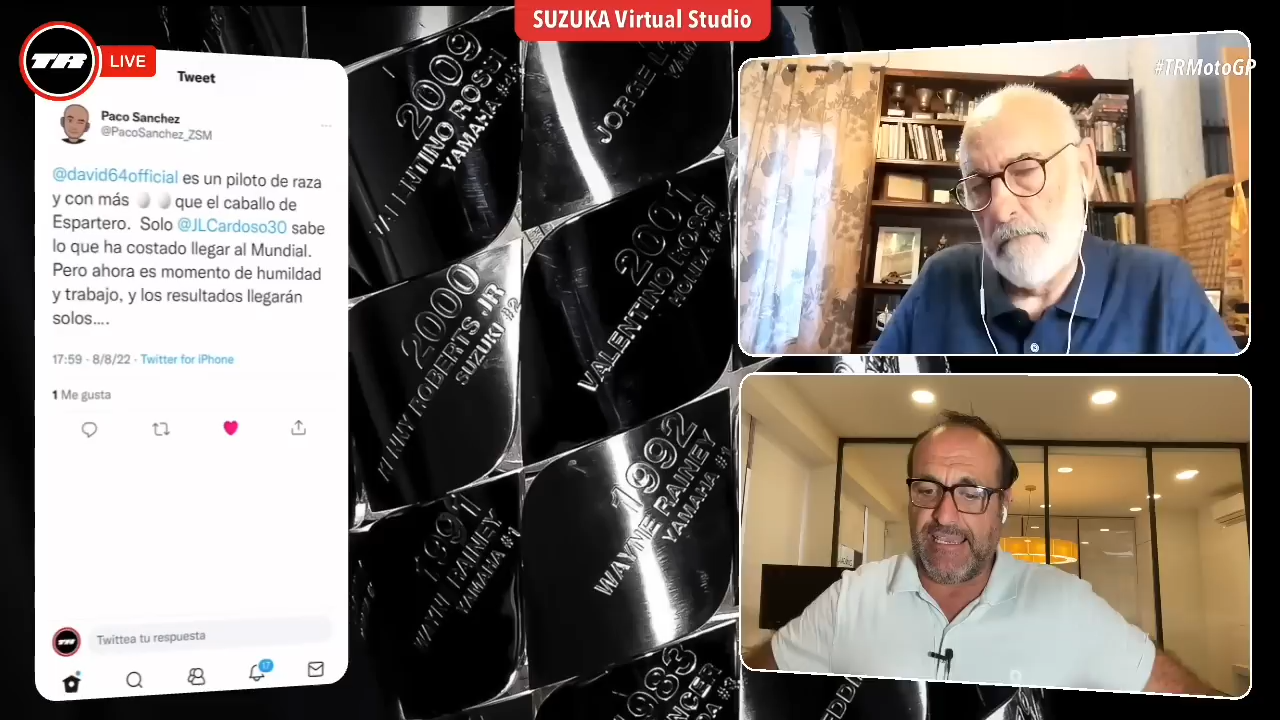 SUZUKA Virtual Studio
TR
LIVE
#TRMotoGP
Tweet
Paco Sanchez
@PacoSanchez_ZSM
@david64official es un piloto de raza
y con más que el caballo de
Espartero. Solo @JLCardoso30 sabe
lo que ha costado llegar al Mundial.
Pero ahora es momento de humildad
y trabajo, y los resultados llegarán
solos....
17:59 · 8/8/22 · Twitter for iPhone
1 Me gusta
TR
Twittea tu respuesta
17
2009
VALENTINO ROSSI
YAMAHA
JORGE
2000
KENNY ROBERTS JR
SUZUKI #2
2001
VALENTINO ROSSI
HONDA
1991
WAYNE RAINEY
YAMAHA #1
1992
WAYNE RAINEY
YAMAHA #1
1983